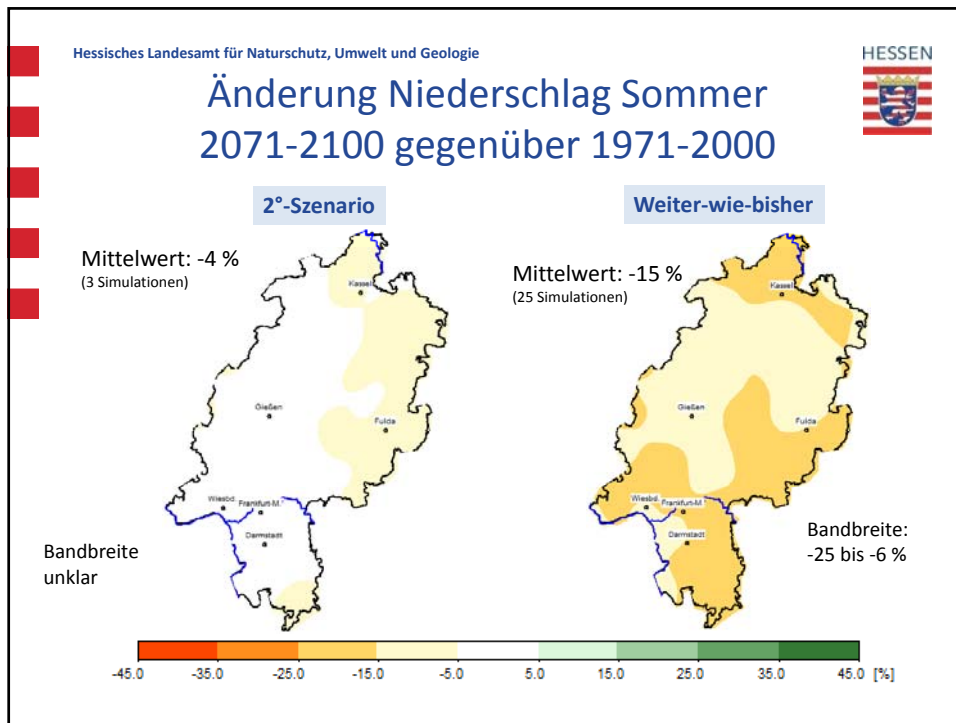 Hessisches Landesamt für Naturschutz, Umwelt und Geologie
HESSEN
Änderung Niederschlag Sommer
2071-2100 gegenüber 1971-2000
2°-Szenario
Weiter-wie-bisher
Mittelwert: -4 %
(3 Simulationen)
Mittelwert: -15 %
(25 Simulationen)
Kassel
Gießen
Fulda
Wiesbd.
Frankfurt-M.
Darmstadt
Kassel
Gießen
Fulda
Wiesbd.
Frankfurt-M.
Darmstadt
Bandbreite
unklar
Bandbreite:
-25 bis -6 %
-45.0 -35.0 -25.0 -15.0 -5.0 5.0 15.0 25.0 35.0 45.0 [%]